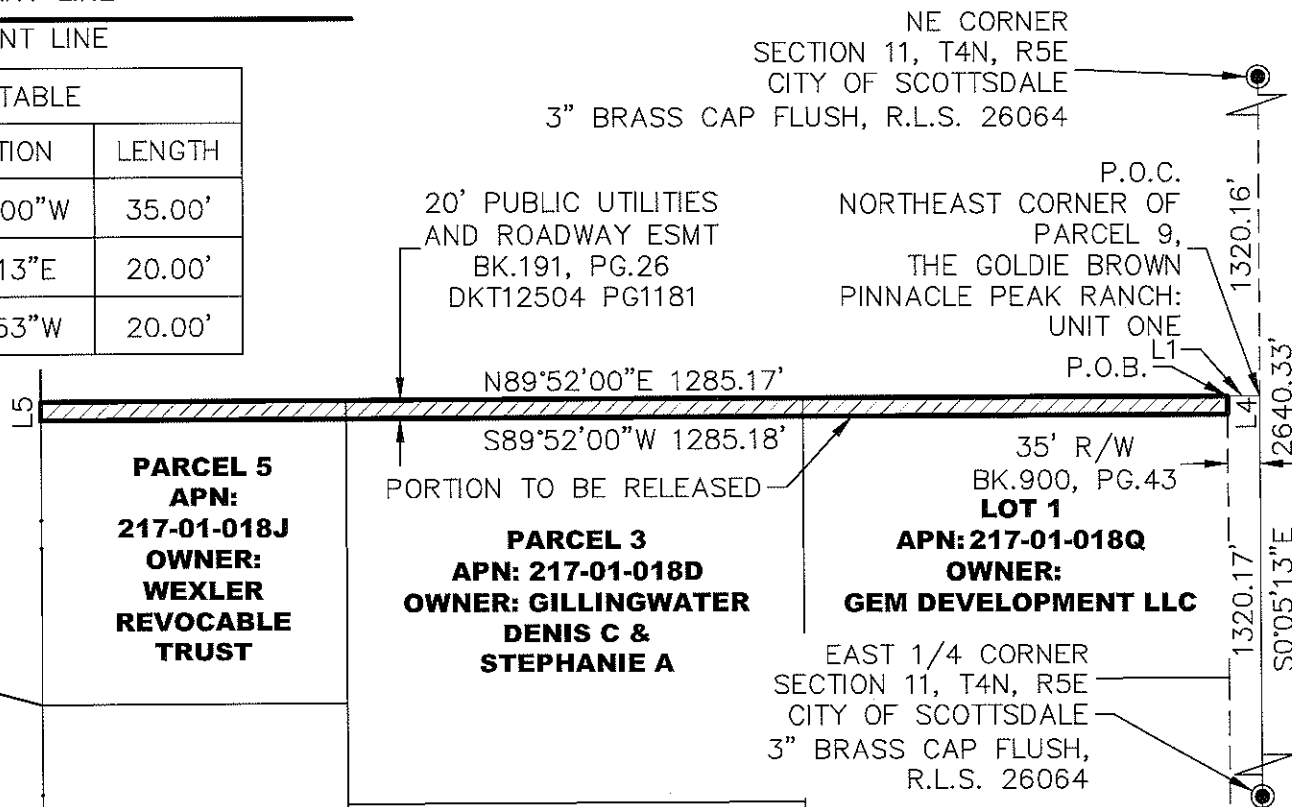 NT LINE
TABLE
TION LENGTH
00"W 35.00'
13"E 20.00'
53"W 20.00'
NE CORNER
SECTION 11, T4N, R5E
CITY OF SCOTTSDALE
3" BRASS CAP FLUSH, R.L.S. 26064
20' PUBLIC UTILITIES
AND ROADWAY ESMT
BK.191, PG.26
DKT12504 PG1181
P.O.C.
NORTHEAST CORNER OF
PARCEL 9,
THE GOLDIE BROWN
PINNACLE PEAK RANCH:
UNIT ONE
1320.16'
L1
P.O.B.
L4
2640.33'
N89°52'00"E 1285.17'
L5
S89°52'00"W 1285.18'
35' R/W
BK.900, PG.43
PORTION TO BE RELEASED
PARCEL 5
APN:
217-01-018J
OWNER:
WEXLER
REVOCABLE
TRUST
PARCEL 3
APN: 217-01-018D
OWNER: GILLINGWATER
DENIS C &
STEPHANIE A
LOT 1
APN: 217-01-018Q
OWNER:
GEM DEVELOPMENT LLC
1320.17'
S0°05'13"E
EAST 1/4 CORNER
SECTION 11, T4N, R5E
CITY OF SCOTTSDALE
3" BRASS CAP FLUSH,
R.L.S. 26064